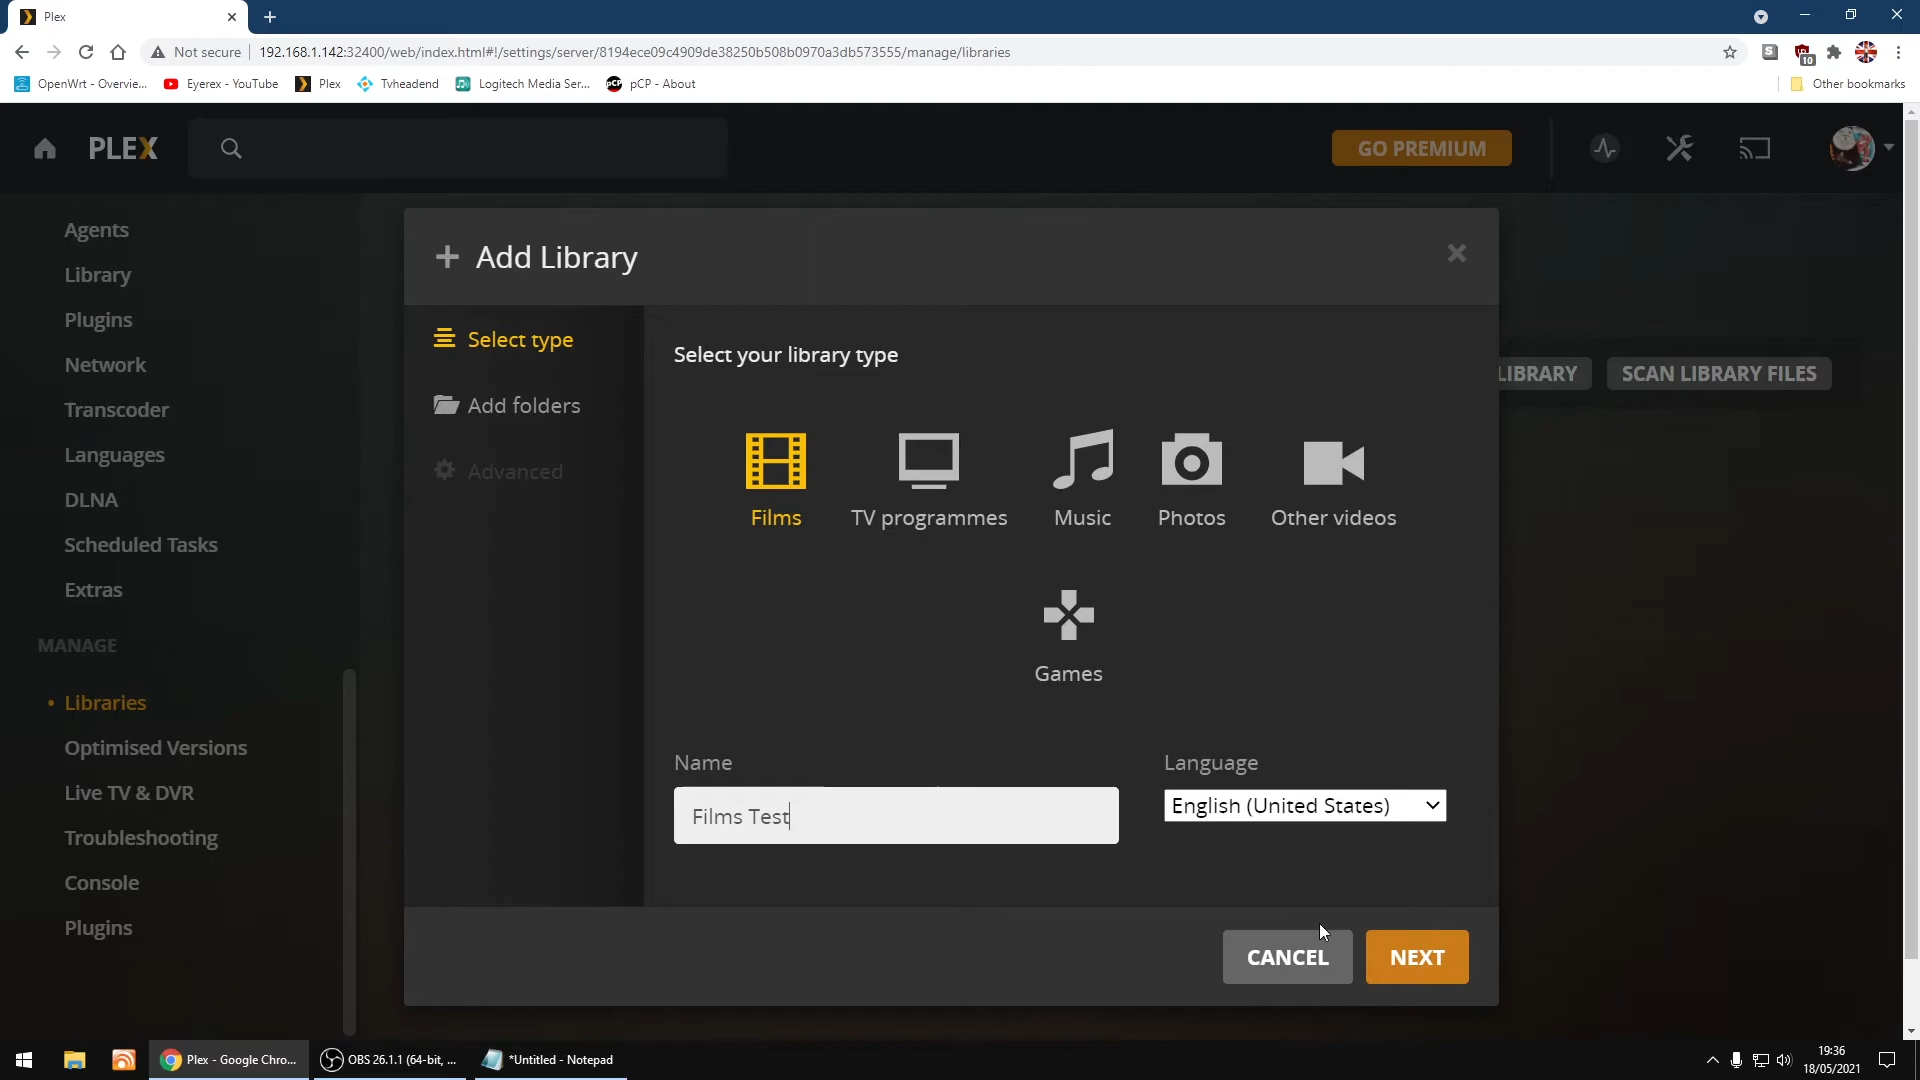 Plex
Not secure 192.168.1.142:32400/web/index.html#!/settings/server/8194ece09c4909de38250b508b0970a3db573555/manage/libraries
10
OpenWrt - Overvie... Eyerex - YouTube Plex Tvheadend Logitech Media Ser... pCP pCP - About Other bookmarks
PLEX GO PREMIUM
Agents
Library
Plugins
Network
Transcoder
Languages
DLNA
Scheduled Tasks
Extras
MANAGE
Libraries
Optimised Versions
Live TV & DVR
Troubleshooting
Console
Plugins
LIBRARY SCAN LIBRARY FILES
Add Library
Select type
Add folders
Advanced
Select your library type
Films TV programmes Music Photos Other videos
Games
Name Language
Films Test English (United States)
CANCEL NEXT
Plex - Google Chro... OBS 26.1.1 (64-bit, ... *Untitled - Notepad
19:36
18/05/2021